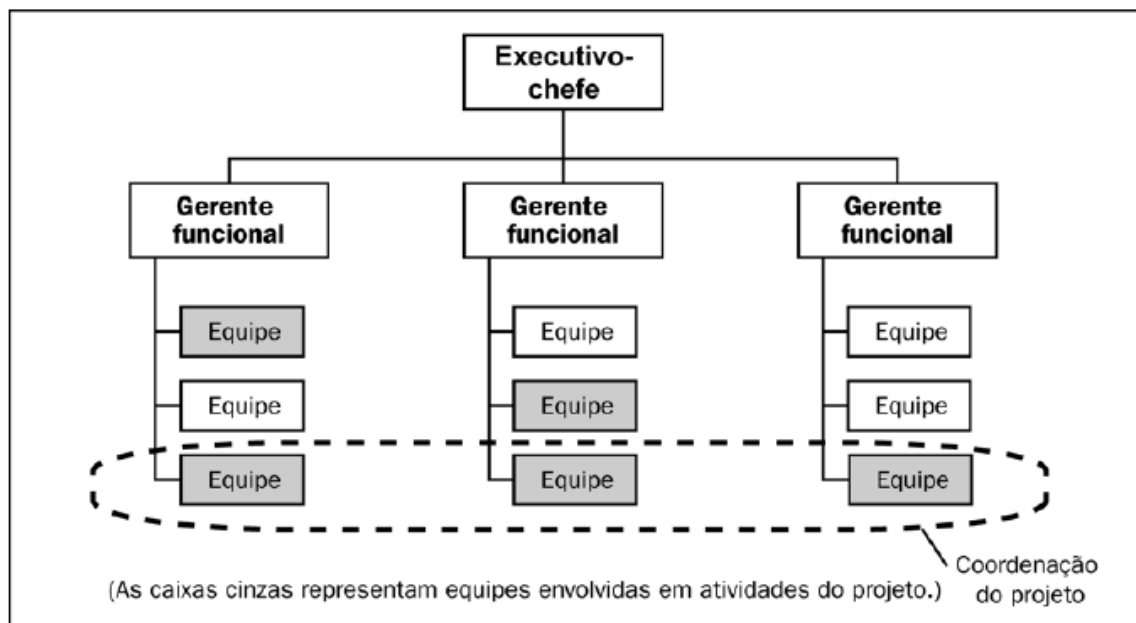 Executivo-
chefe
Gerente
funcional
Gerente
funcional
Gerente
funcional
Equipe
Equipe
Equipe
Equipe
Equipe
Equipe
Equipe
Equipe
Equipe
(As caixas cinzas representam equipes envolvidas em atividades do projeto.)
Coordenação
do projeto